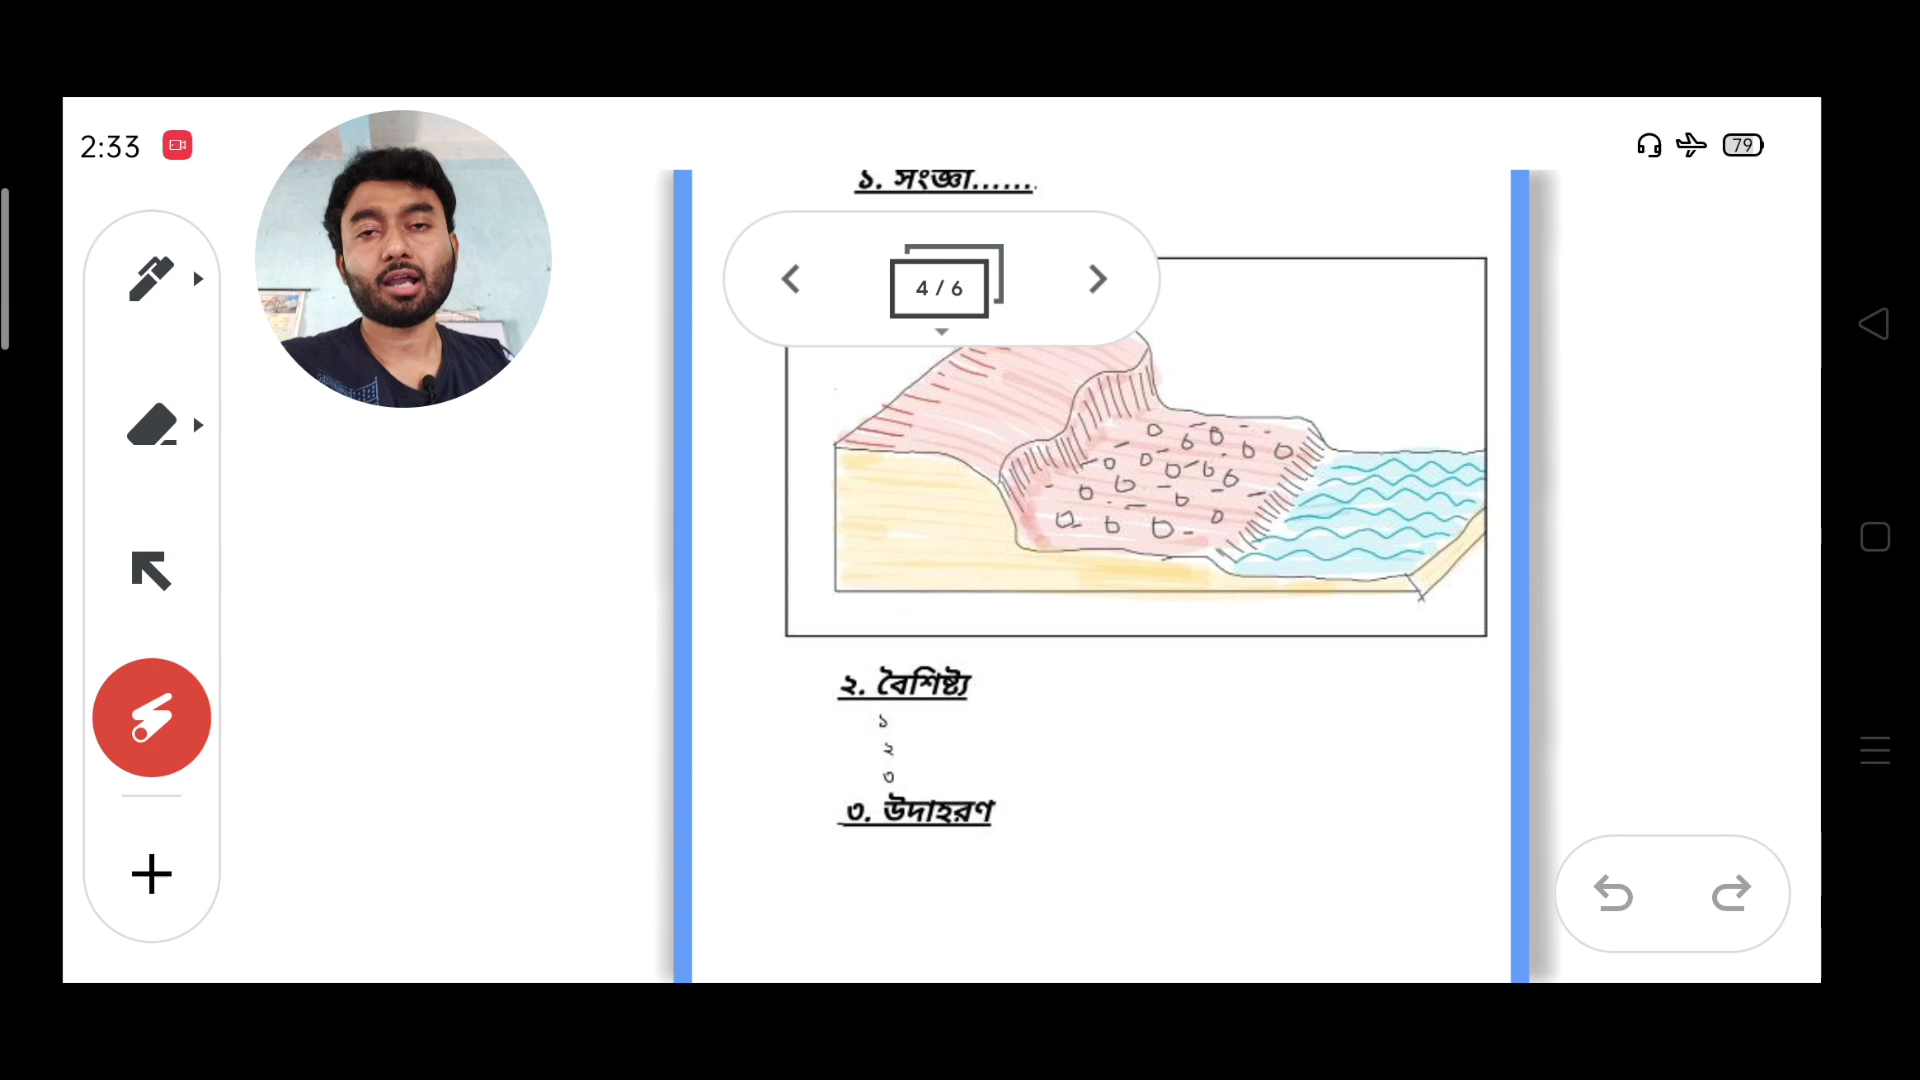 2:33
79
১. সংজ্ঞা......
4 / 6
২. বৈশিষ্ট্য
১
২
৩
৩. উদাহরণ